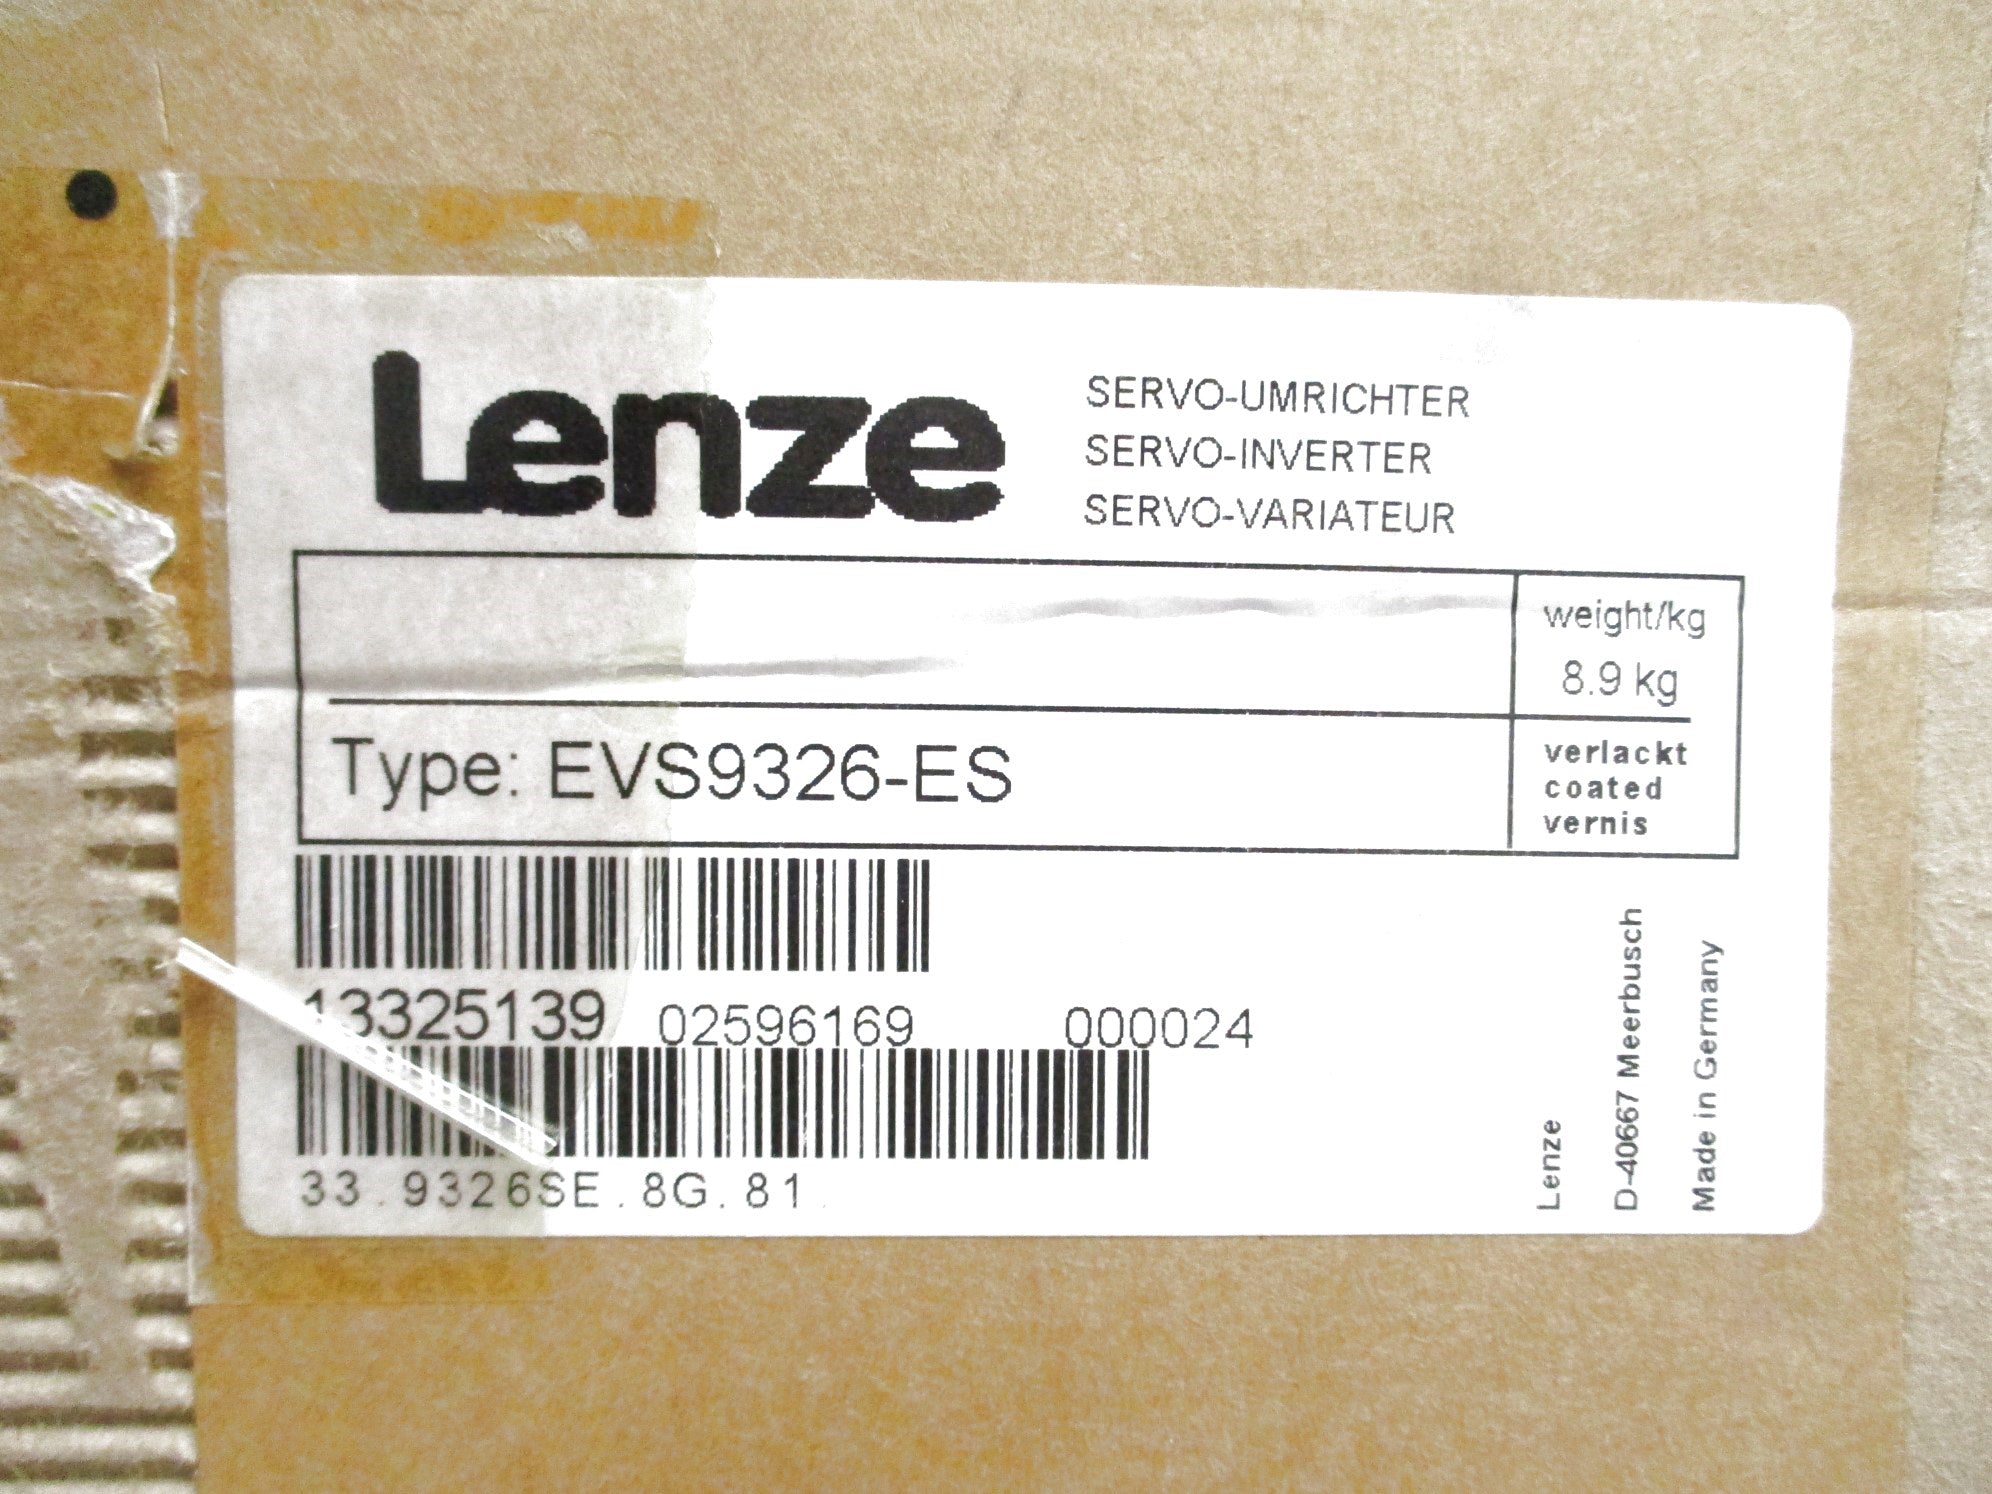 Lenze
SERVO-UMRICHTER
SERVO-INVERTER
SERVO-VARIATEUR
weight/kg
8.9 kg
Type: EVS9326-ES
verlackt
coated
vernis
13325139 02596169 000024
33.9326SE.8G.81
Lenze
D-40667 Meerbusch
Made in Germany